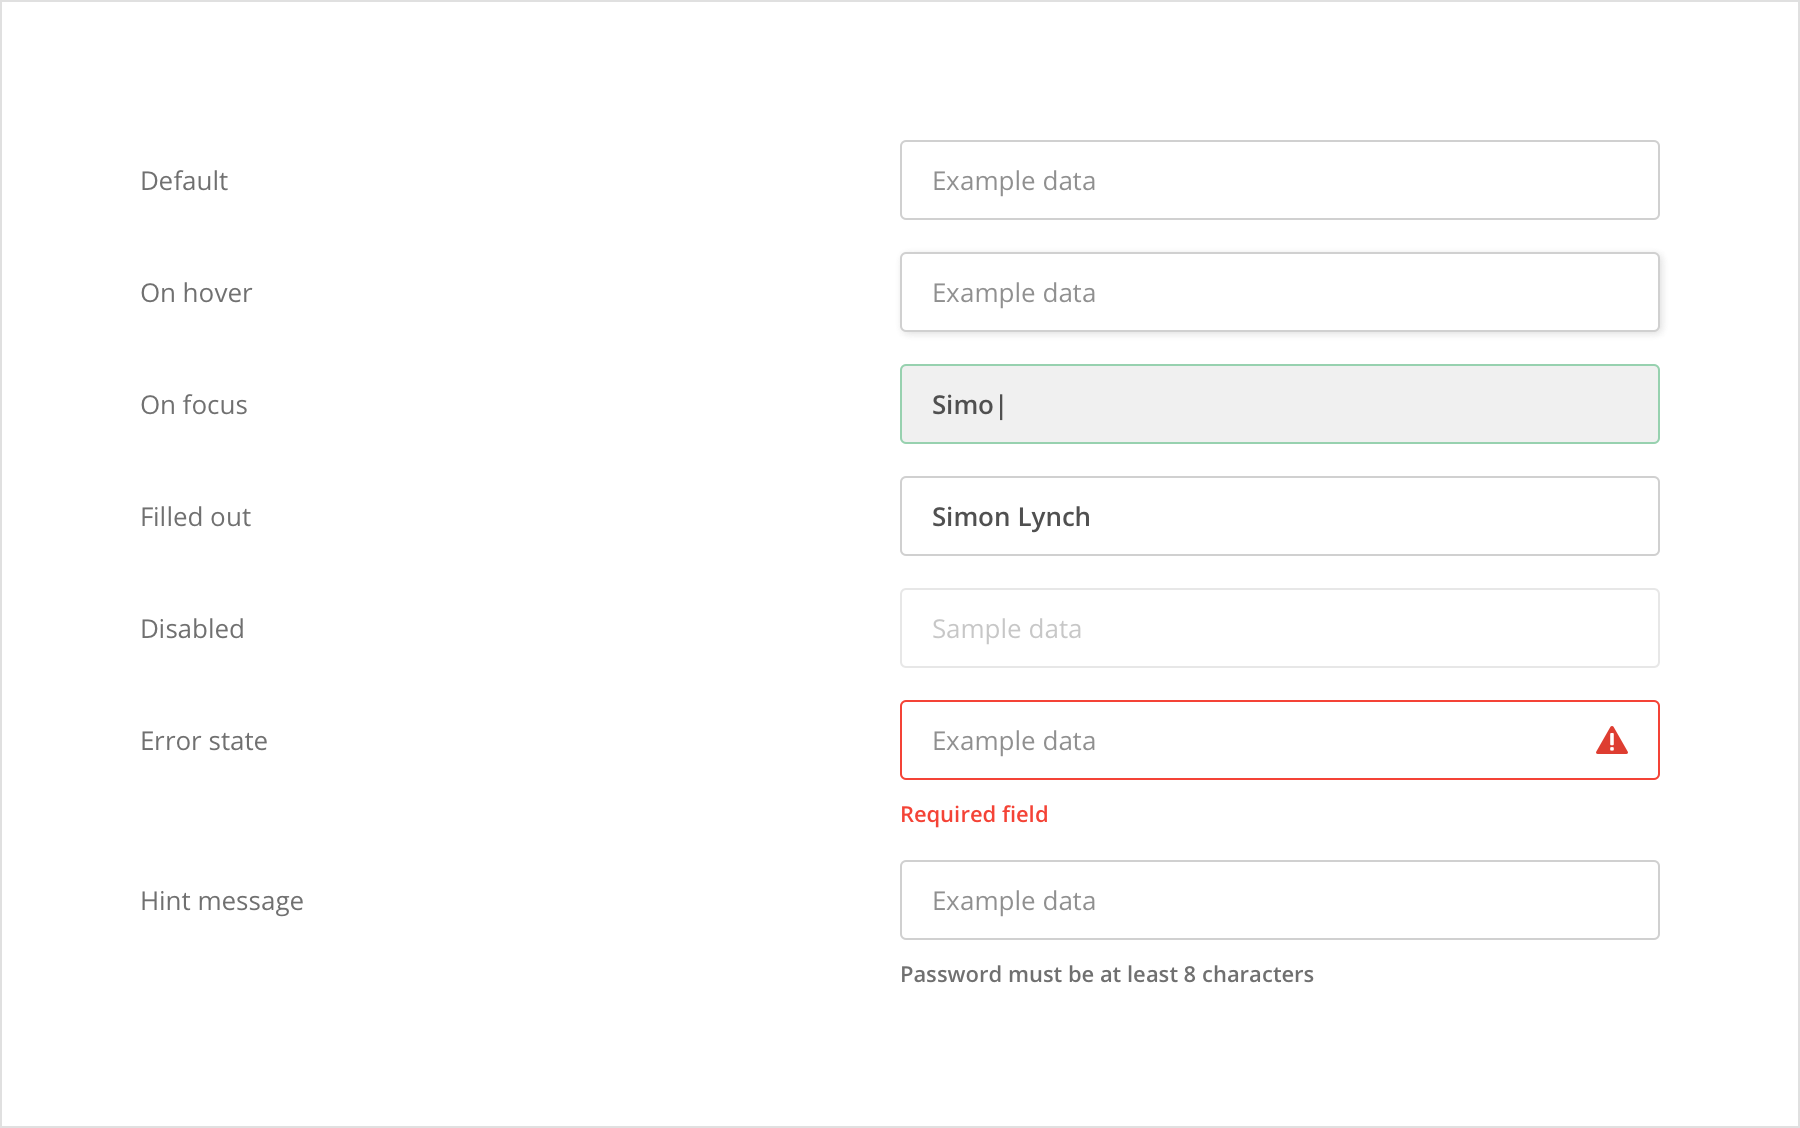 Default
Example data
On hover
Example data
On focus
Simo|
Filled out
Simon Lynch
Disabled
Sample data
Error state
Example data
Required field
Hint message
Example data
Password must be at least 8 characters